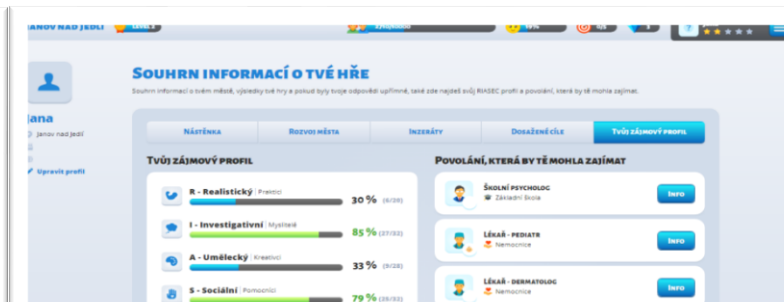 JANOV NAD JEDLÍ
SOUHRN INFORMACÍ O TVÉ HŘE
Souhrn informací o tvém městě, výsledky tvé hry a pokud byly tvoje odpovědi upřímné, také zde najdeš svůj RIASEC profil a povolání, která by tě mohla zajímat.
Jana
Janov nad Jedlí
Upravit profil
NÁSTĚNKA
ROZVOJ MĚSTA
INZERÁTY
DOSAŽENÉ CÍLE
TVŮJ ZÁJMOVÝ PROFIL
TVŮJ ZÁJMOVÝ PROFIL
R - Realistický | Praktici
30 %
I - Investigativní | Myslitelé
85 % (27/32)
A - Umělecký | Kreativci
33 %
S - Sociální | Pomocníci
79 %
POVOLÁNÍ, KTERÁ BY TĚ MOHLA ZAJÍMAT
ŠKOLNÍ PSYCHOLOG
Základní škola
INFO
LÉKAŘ - PEDIATR
Nemocnice
INFO
LÉKAŘ - DERMATOLOG
Nemocnice
INFO